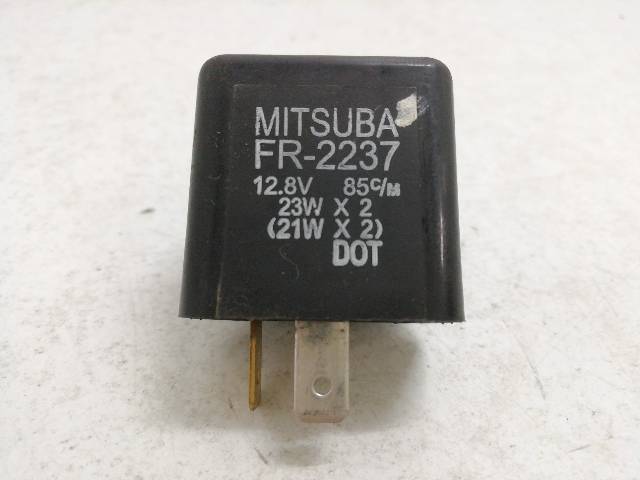 MITSUBA
FR-2237
12.8V 85c/M
23W X 2
(21W X 2)
DOT